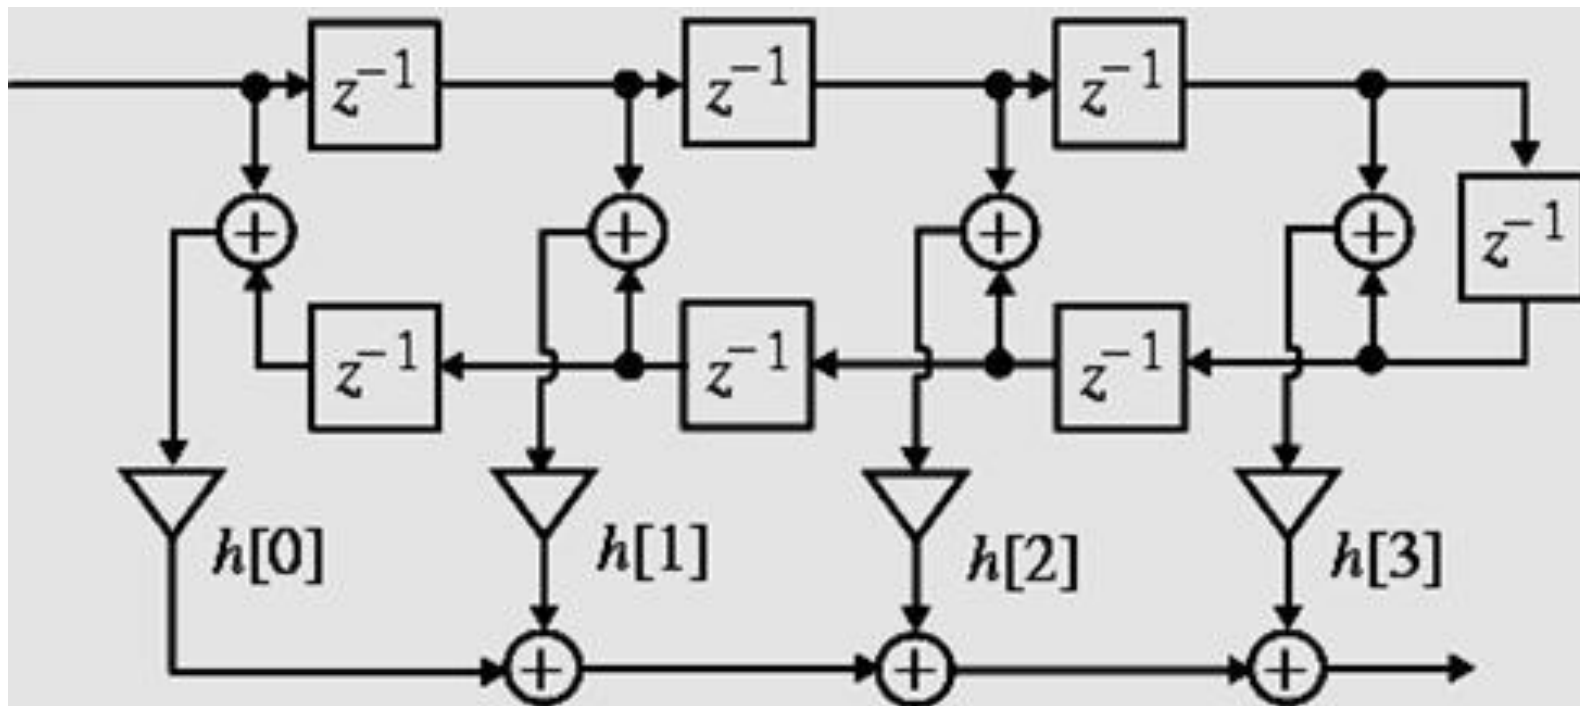 z⁻¹ z⁻¹ z⁻¹
+ + + + z⁻¹
z⁻¹ z⁻¹ z⁻¹
h[0] h[1] h[2] h[3]
+ + +